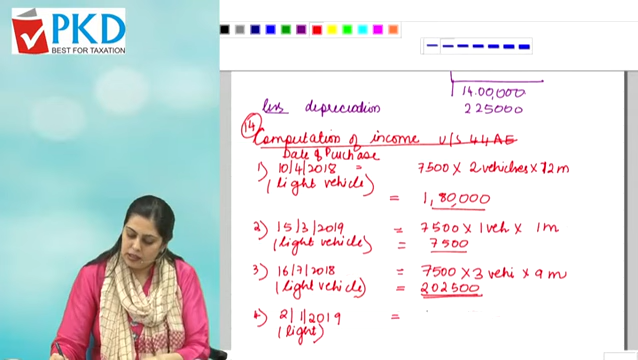 PKD
BEST FOR TAXATION
14,00,000
less depreciation 225000
14 Computation of income U/S 44AE
Date of Purchase
1) 10/4/2018 = 7500 X 2 vehicles X 12 m
(light vehicle)
= 1,80,000
2) 15/3/2019 = 7500 X 1 veh X 1m
(light vehicle) = 7500
3) 16/7/2018 = 7500 X 3 vehi X 9 m
(light vehicle) = 202500
4) 2/1/2019 =
(light)